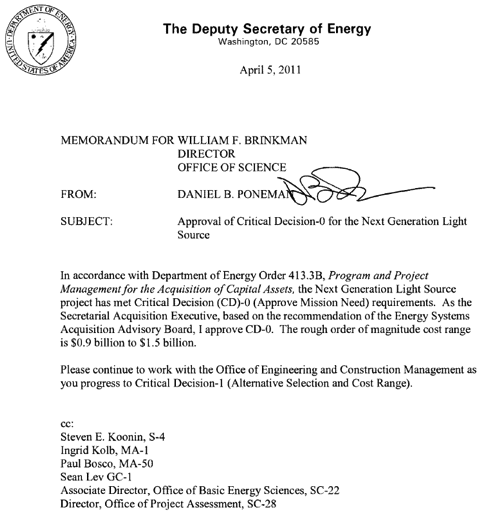 DEPARTMENT OF ENERGY
UNITED STATES OF AMERICA
The Deputy Secretary of Energy
Washington, DC 20585
April 5, 2011
MEMORANDUM FOR WILLIAM F. BRINKMAN
DIRECTOR
OFFICE OF SCIENCE
FROM: DANIEL B. PONEMAN
SUBJECT: Approval of Critical Decision-0 for the Next Generation Light
Source
In accordance with Department of Energy Order 413.3B, Program and Project
Management for the Acquisition of Capital Assets, the Next Generation Light Source
project has met Critical Decision (CD)-0 (Approve Mission Need) requirements. As the
Secretarial Acquisition Executive, based on the recommendation of the Energy Systems
Acquisition Advisory Board, I approve CD-0. The rough order of magnitude cost range
is $0.9 billion to $1.5 billion.
Please continue to work with the Office of Engineering and Construction Management as
you progress to Critical Decision-1 (Alternative Selection and Cost Range).
cc:
Steven E. Koonin, S-4
Ingrid Kolb, MA-1
Paul Bosco, MA-50
Sean Lev GC-1
Associate Director, Office of Basic Energy Sciences, SC-22
Director, Office of Project Assessment, SC-28